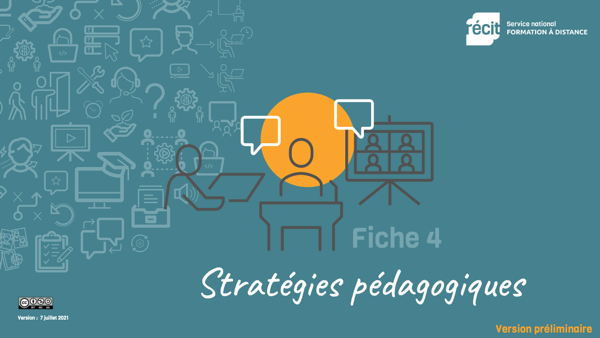 récit
Service national
FORMATION À DISTANCE
Fiche 4
Stratégies pédagogiques
Version : 7 juillet 2021
Version préliminaire